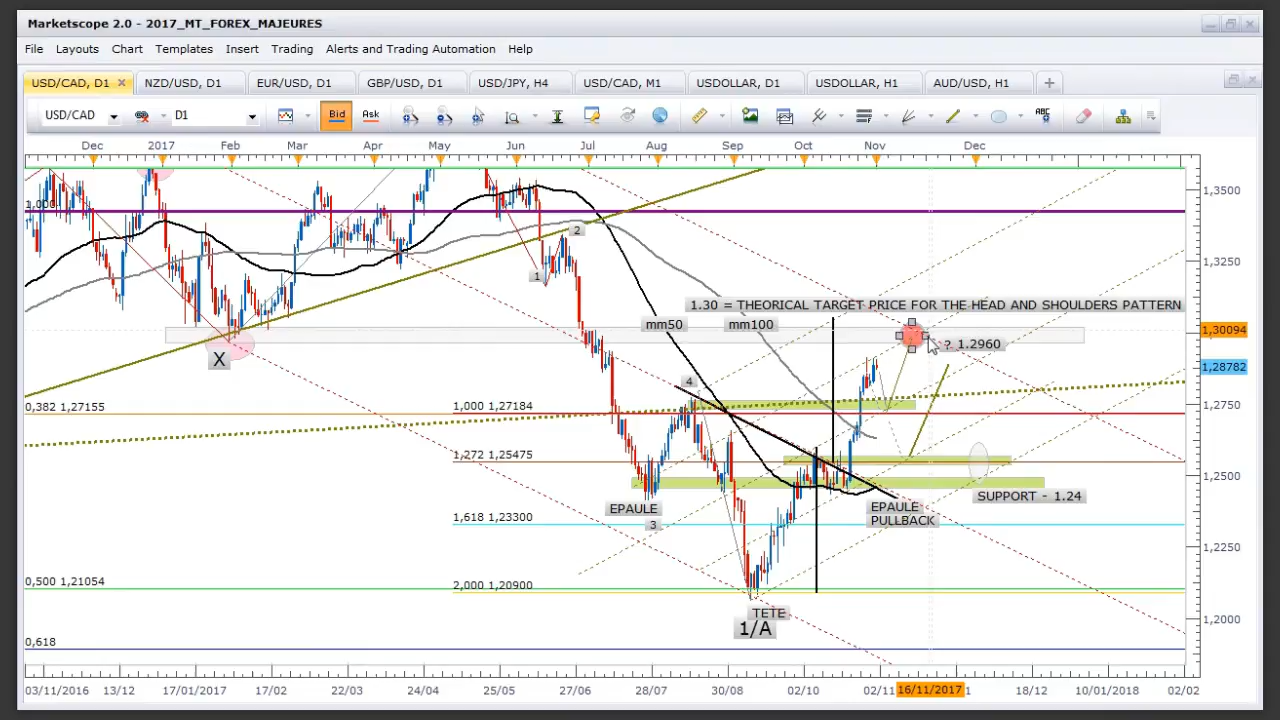 Marketscope 2.0 - 2017_MT_FOREX_MAJEURES
File Layouts Chart Templates Insert Trading Alerts and Trading Automation Help
USD/CAD, D1 NZD/USD, D1 EUR/USD, D1 GBP/USD, D1 USD/JPY, H4 USD/CAD, M1 USDOLLAR, D1 USDOLLAR, H1 AUD/USD, H1
USD/CAD D1 Bid Ask ABC
Dec 2017 Feb Mar Apr May Jun Jul Aug Sep Oct Nov Dec
1,3500
1,000
2
1,3250
1
1.30 = THEORICAL TARGET PRICE FOR THE HEAD AND SHOULDERS PATTERN
mm50 mm100
1,30094
? 1.2960
X
1,28782
4
0,382 1,27155
1,000 1,27184
1,2750
1,272 1,25475
1,2500
SUPPORT - 1.24
EPAULE
3
EPAULE
PULLBACK
1,618 1,23300
1,2250
0,500 1,21054
2,000 1,20900
TETE
1/A
1,2000
0,618
03/11/2016 13/12 17/01/2017 17/02 22/03 24/04 25/05 27/06 28/07 30/08 02/10 02/11 16/11/2017 1 18/12 10/01/2018 02/02